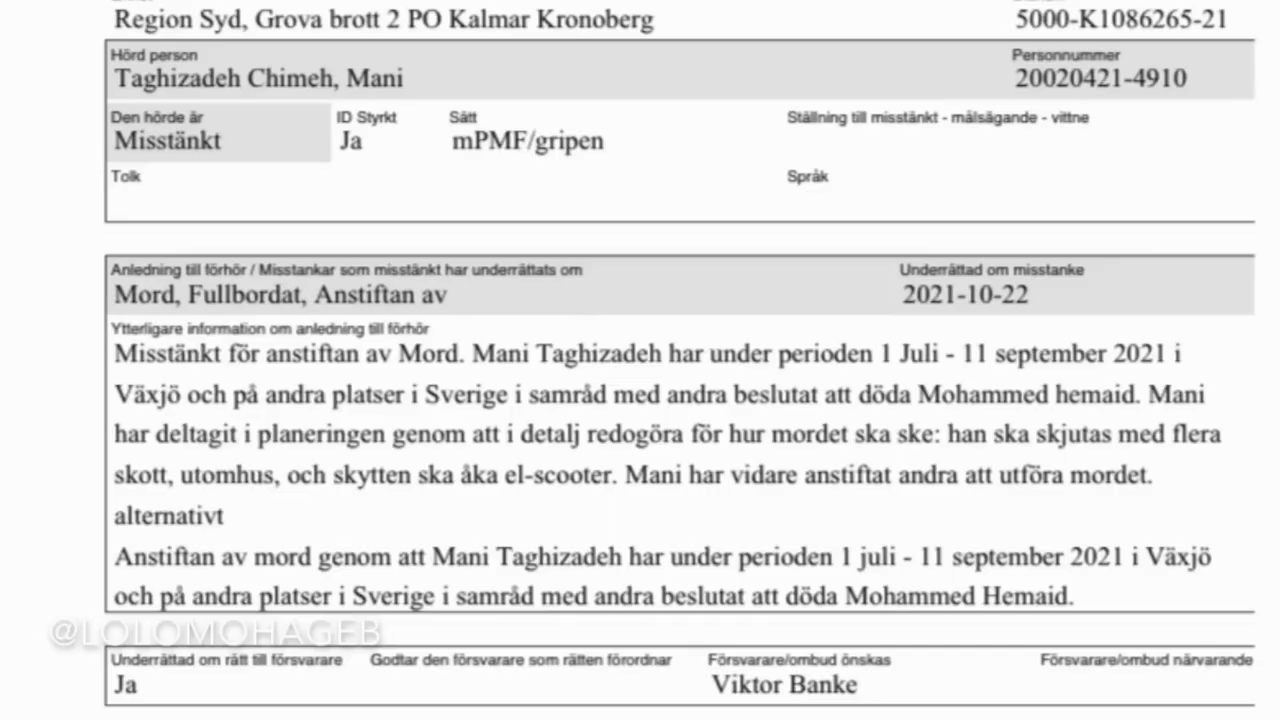 Region Syd, Grova brott 2 PO Kalmar Kronoberg 5000-K1086265-21
Hörd person Personnummer
Taghizadeh Chimeh, Mani 20020421-4910
Den hörde är ID Styrkt Sätt Ställning till misstänkt - målsägande - vittne
Misstänkt Ja mPMF/gripen
Tolk Språk
Anledning till förhör / Misstankar som misstänkt har underrättats om Underrättad om misstanke
Mord, Fullbordat, Anstiftan av 2021-10-22
Ytterligare information om anledning till förhör
Misstänkt för anstiftan av Mord. Mani Taghizadeh har under perioden 1 Juli - 11 september 2021 i
Växjö och på andra platser i Sverige i samråd med andra beslutat att döda Mohammed hemaid. Mani
har deltagit i planeringen genom att i detalj redogöra för hur mordet ska ske: han ska skjutas med flera
skott, utomhus, och skytten ska åka el-scooter. Mani har vidare anstiftat andra att utföra mordet.
alternativt
Anstiftan av mord genom att Mani Taghizadeh har under perioden 1 juli - 11 september 2021 i Växjö
och på andra platser i Sverige i samråd med andra beslutat att döda Mohammed Hemaid.
@LOLOMOHAGEB
Underrättad om rätt till försvarare Godtar den försvarare som rätten förordnar Försvarare/ombud önskas Försvarare/ombud närvarande
Ja Viktor Banke